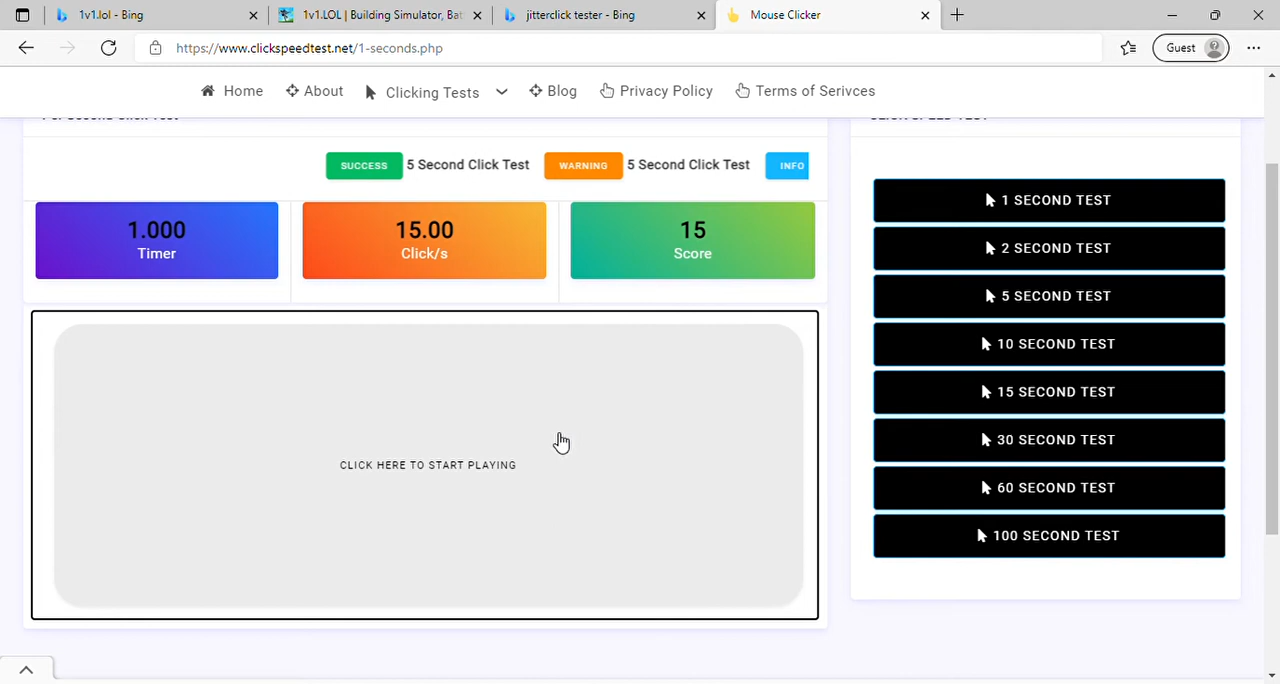 1v1.lol - Bing
1v1.LOL | Building Simulator, Bat
jitterclick tester - Bing
Mouse Clicker
https://www.clickspeedtest.net/1-seconds.php
Guest
Home
About
Clicking Tests
Blog
Privacy Policy
Terms of Serivces
SUCCESS 5 Second Click Test WARNING 5 Second Click Test INFO
1.000
Timer
15.00
Click/s
15
Score
CLICK HERE TO START PLAYING
1 SECOND TEST
2 SECOND TEST
5 SECOND TEST
10 SECOND TEST
15 SECOND TEST
30 SECOND TEST
60 SECOND TEST
100 SECOND TEST